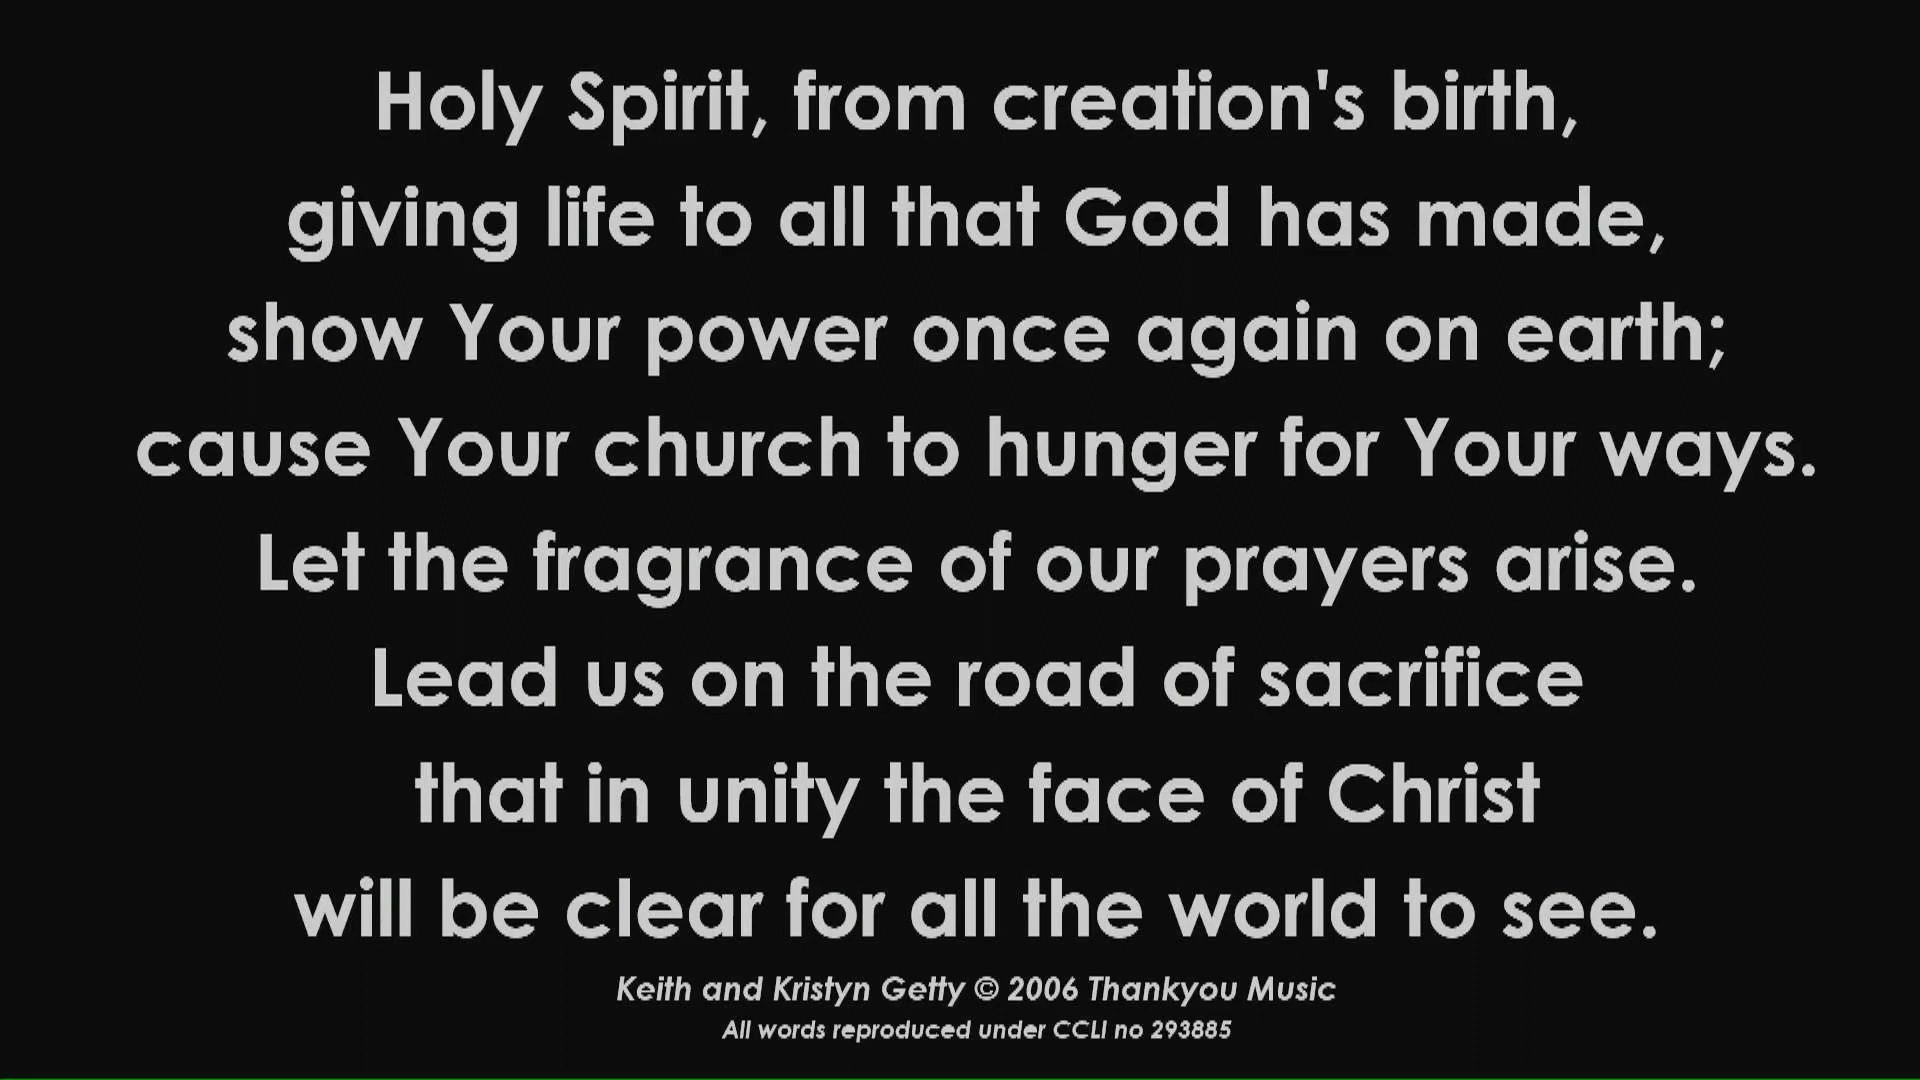 Holy Spirit, from creation's birth,
giving life to all that God has made,
show Your power once again on earth;
cause Your church to hunger for Your ways.
Let the fragrance of our prayers arise.
Lead us on the road of sacrifice
that in unity the face of Christ
will be clear for all the world to see.
Keith and Kristyn Getty © 2006 Thankyou Music
All words reproduced under CCLI no 293885